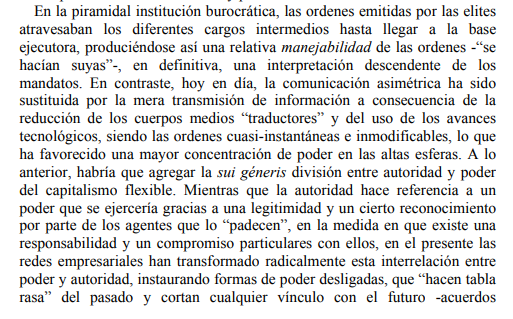 En la piramidal institución burocrática, las ordenes emitidas por las elites
atravesaban los diferentes cargos intermedios hasta llegar a la base
ejecutora, produciéndose así una relativa manejabilidad de las ordenes -“se
hacían suyas”-, en definitiva, una interpretación descendente de los
mandatos. En contraste, hoy en día, la comunicación asimétrica ha sido
sustituida por la mera transmisión de información a consecuencia de la
reducción de los cuerpos medios “traductores” y del uso de los avances
tecnológicos, siendo las ordenes cuasi-instantáneas e inmodificables, lo que
ha favorecido una mayor concentración de poder en las altas esferas. A lo
anterior, habría que agregar la sui géneris división entre autoridad y poder
del capitalismo flexible. Mientras que la autoridad hace referencia a un
poder que se ejercería gracias a una legitimidad y un cierto reconocimiento
por parte de los agentes que lo “padecen”, en la medida en que existe una
responsabilidad y un compromiso particulares con ellos, en el presente las
redes empresariales han transformado radicalmente esta interrelación entre
poder y autoridad, instaurando formas de poder desligadas, que “hacen tabla
rasa” del pasado y cortan cualquier vínculo con el futuro -acuerdos